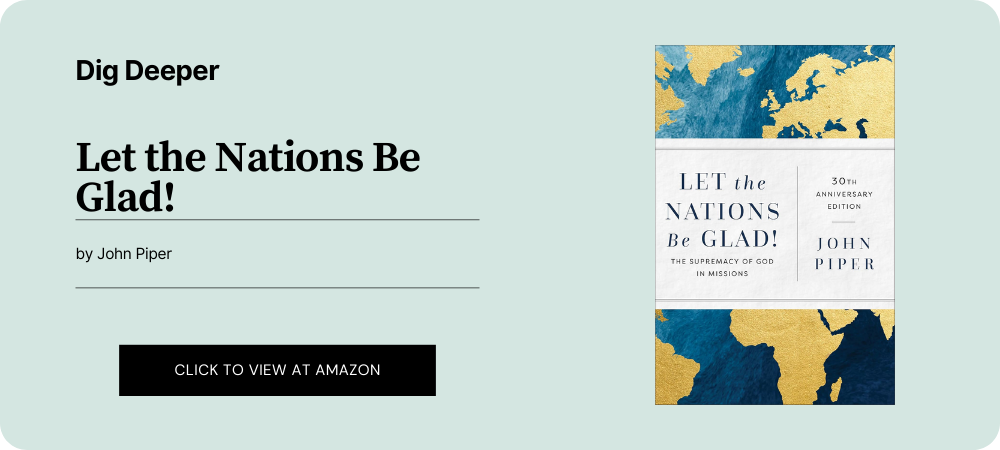 Dig Deeper
Let the Nations Be
Glad!
by John Piper
CLICK TO VIEW AT AMAZON
LET the
NATIONS
Be GLAD!
THE SUPREMACY OF GOD
IN MISSIONS
30TH
ANNIVERSARY
EDITION
JOHN
PIPER